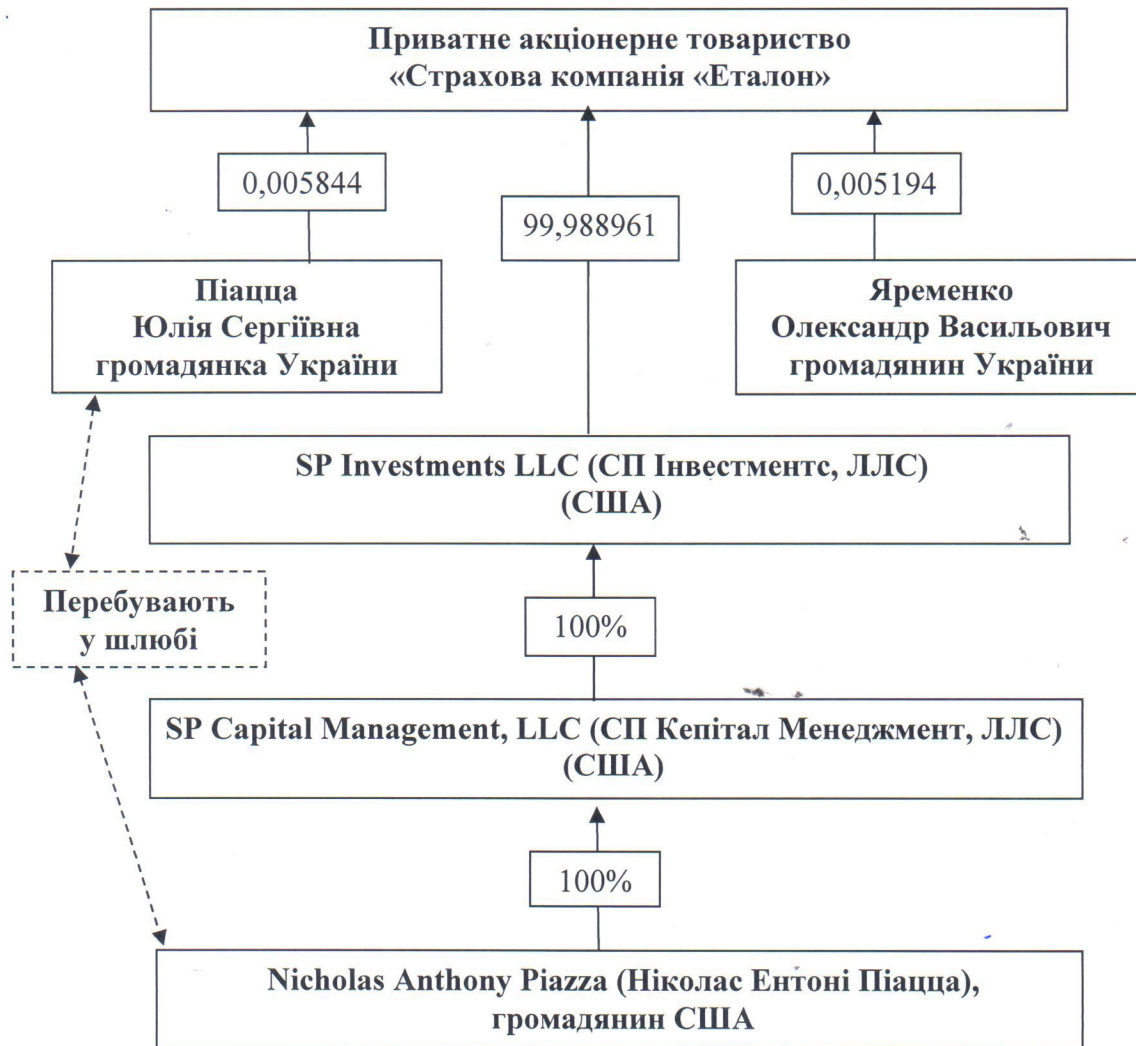 Приватне акціонерне товариство
«Страхова компанія «Еталон»
0,005844
99,988961
0,005194
Піацца
Юлія Сергіївна
громадянка України
Яременко
Олександр Васильович
громадянин України
SP Investments LLC (СП Інвестментс, ЛЛС)
(США)
Перебувають
у шлюбі
100%
SP Capital Management, LLC (СП Кепітал Менеджмент, ЛЛС)
(США)
100%
Nicholas Anthony Piazza (Ніколас Ентоні Піацца),
громадянин США